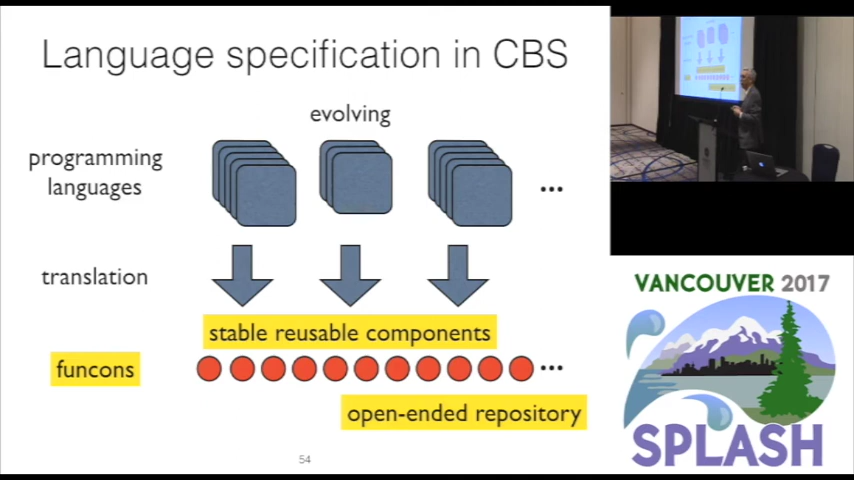 Language specification in CBS
evolving
programming
languages
...
translation
stable reusable components
funcons
...
open-ended repository
54
VANCOUVER 2017
SPLASH